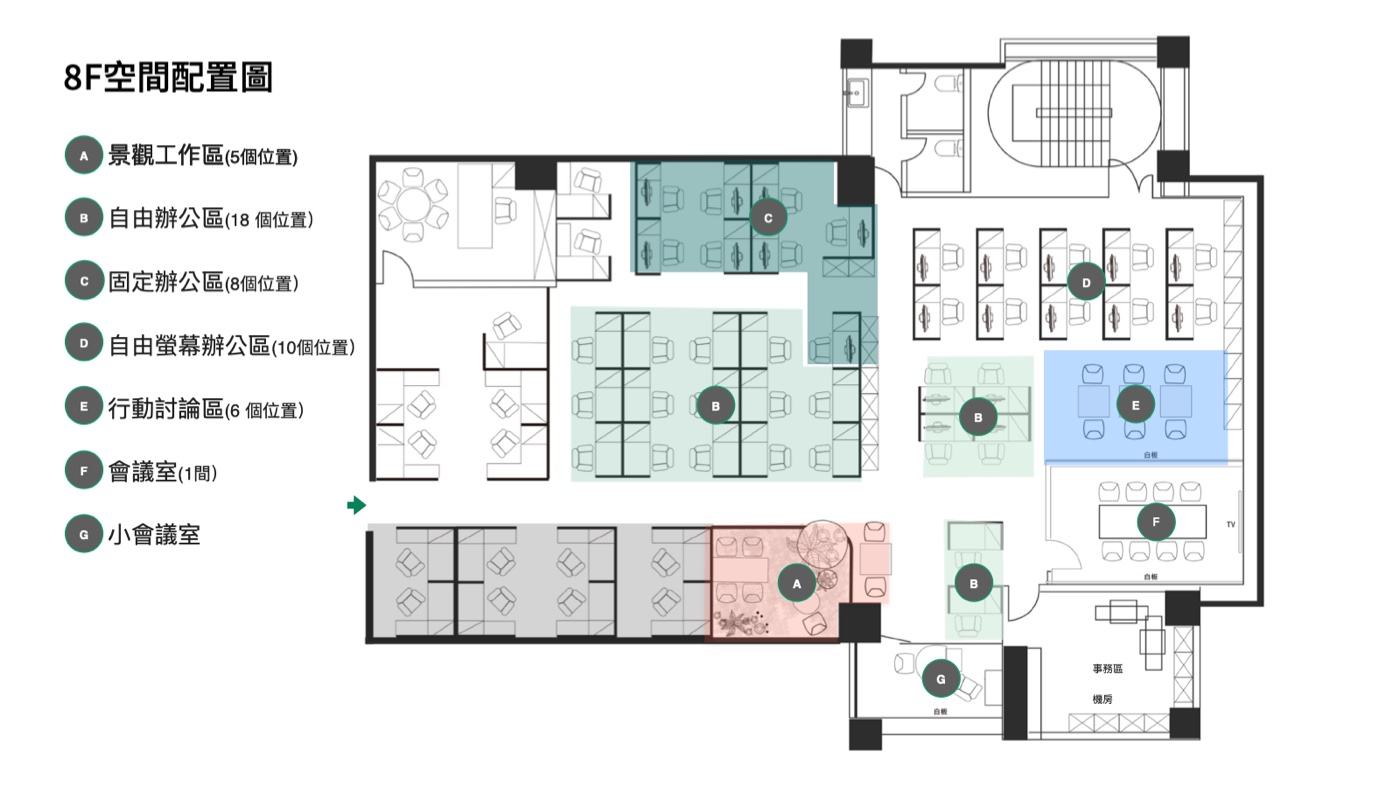 8F空間配置圖
A 景觀工作區(5個位置)
B 自由辦公區(18 個位置)
C 固定辦公區(8個位置)
D 自由螢幕辦公區(10個位置)
E 行動討論區(6 個位置)
F 會議室(1間)
G 小會議室
C
D
B
B
E
白板
F
TV
白板
A
B
G
白板
事務區
機房